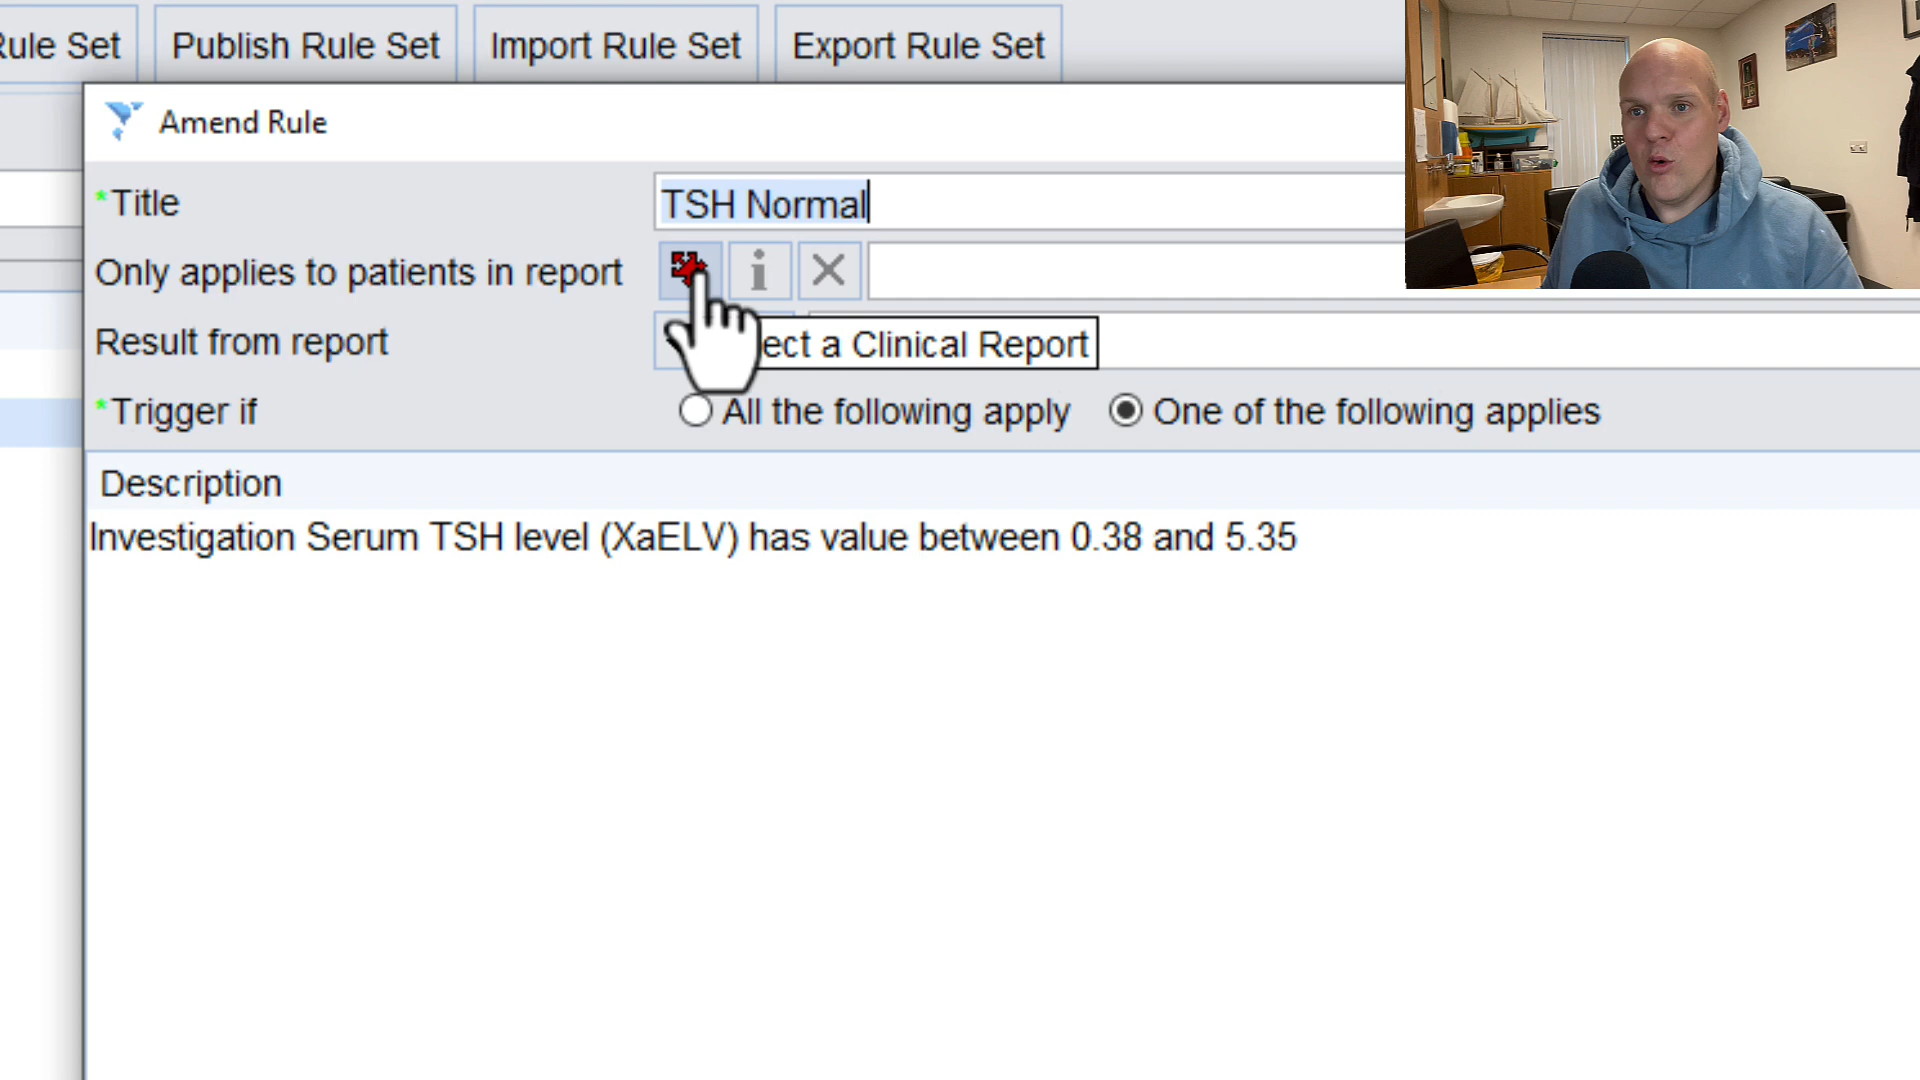 Rule Set Publish Rule Set Import Rule Set Export Rule Set
Amend Rule
*Title TSH Normal
Only applies to patients in report
Result from report ect a Clinical Report
*Trigger if All the following apply One of the following applies
Description
Investigation Serum TSH level (XaELV) has value between 0.38 and 5.35